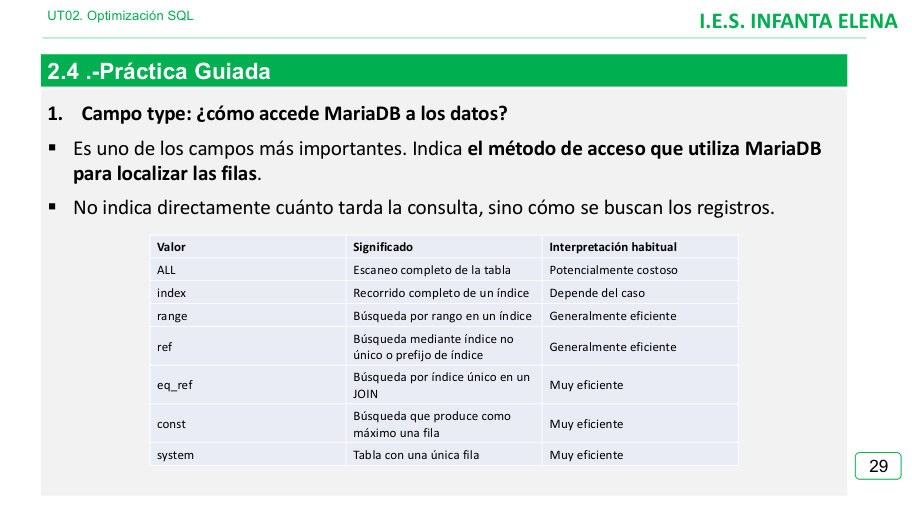 UT02. Optimización SQL
I.E.S. INFANTA ELENA
2.4 .-Práctica Guiada
1. Campo type: ¿cómo accede MariaDB a los datos?
▪ Es uno de los campos más importantes. Indica el método de acceso que utiliza MariaDB
para localizar las filas.
▪ No indica directamente cuánto tarda la consulta, sino cómo se buscan los registros.
Valor Significado Interpretación habitual
ALL Escaneo completo de la tabla Potencialmente costoso
index Recorrido completo de un índice Depende del caso
range Búsqueda por rango en un índice Generalmente eficiente
ref Búsqueda mediante índice no
único o prefijo de índice Generalmente eficiente
eq_ref Búsqueda por índice único en un
JOIN Muy eficiente
const Búsqueda que produce como
máximo una fila Muy eficiente
system Tabla con una única fila Muy eficiente
29